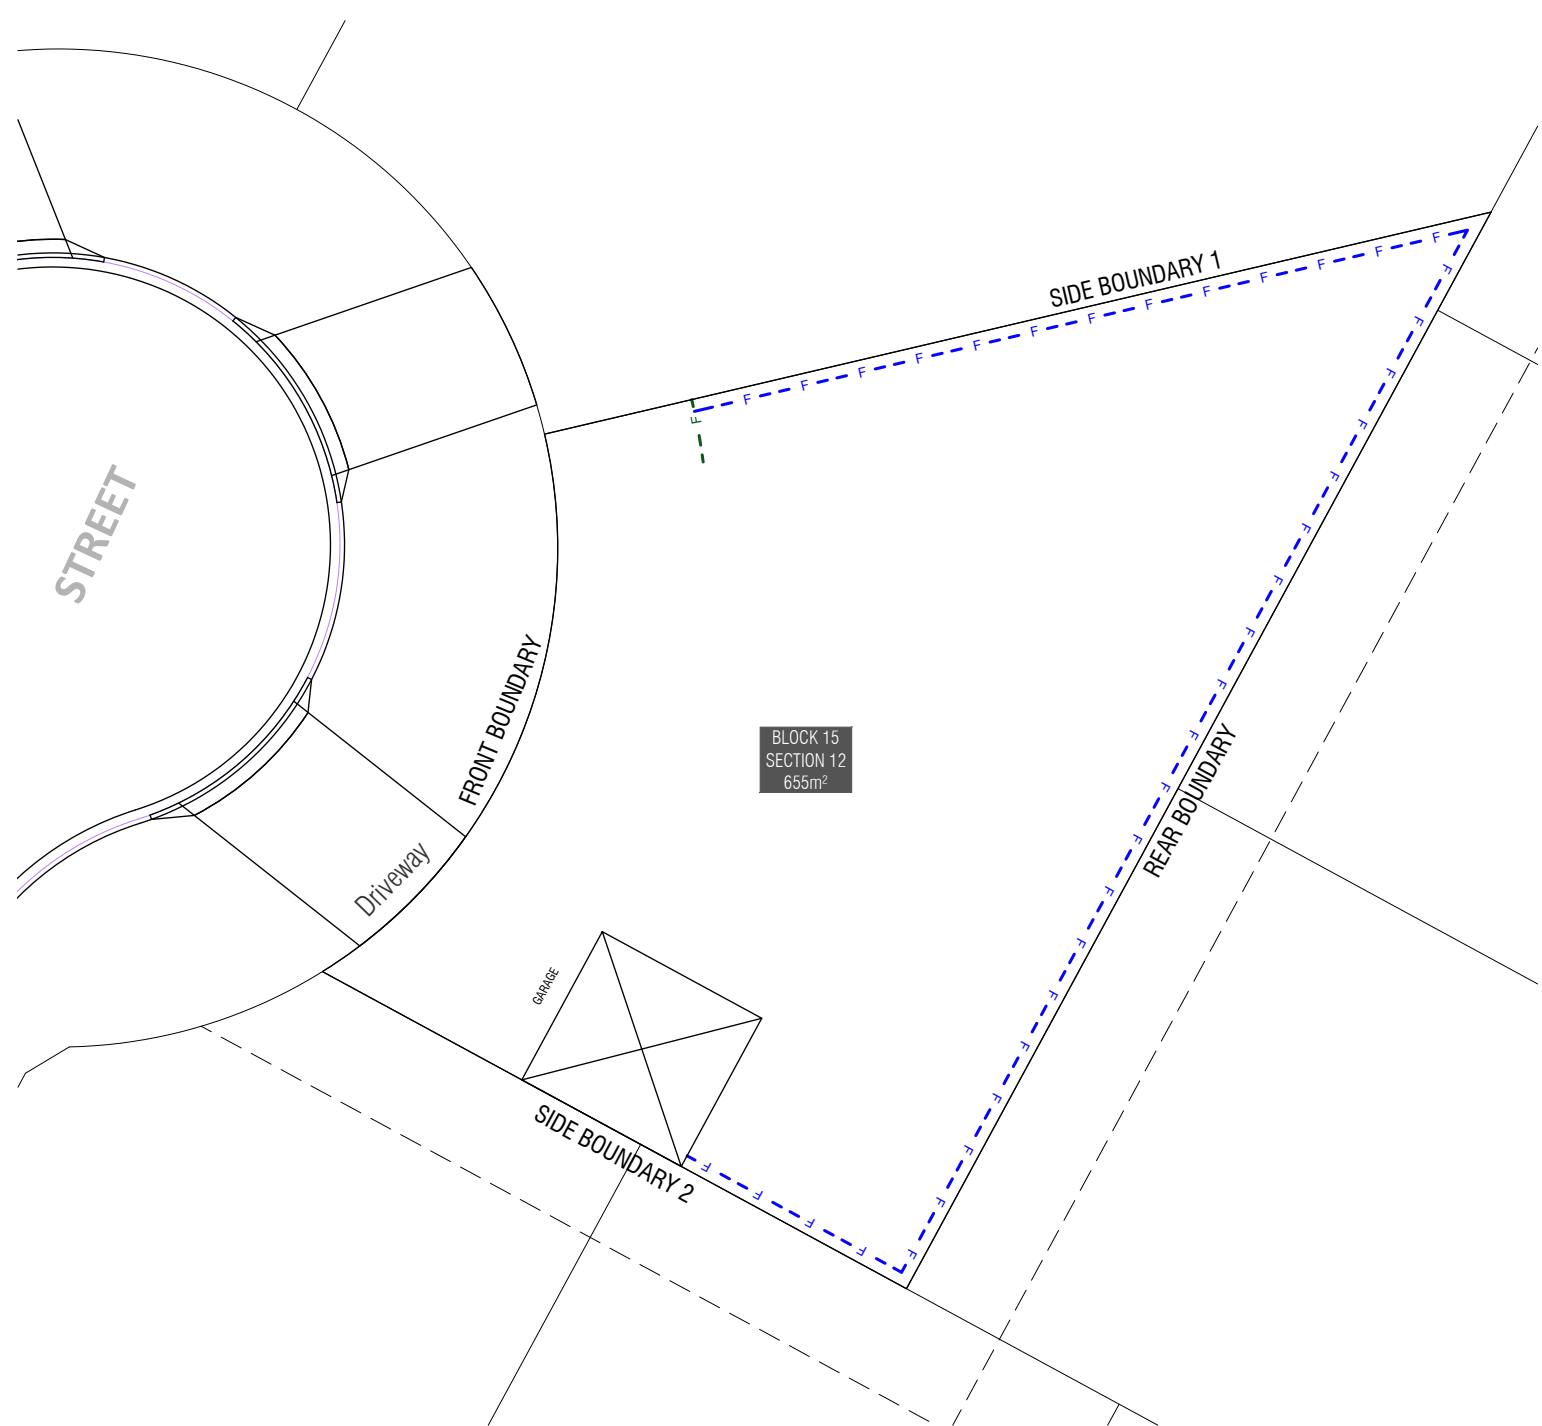 SIDE BOUNDARY 1
F F F F F F F F F F F F F
F
STREET
FRONT BOUNDARY
BLOCK 15
SECTION 12
655m²
REAR BOUNDARY
F F F F F F F F F F F F F F F F F F F F
Driveway
GARAGE
SIDE BOUNDARY 2
F F F F